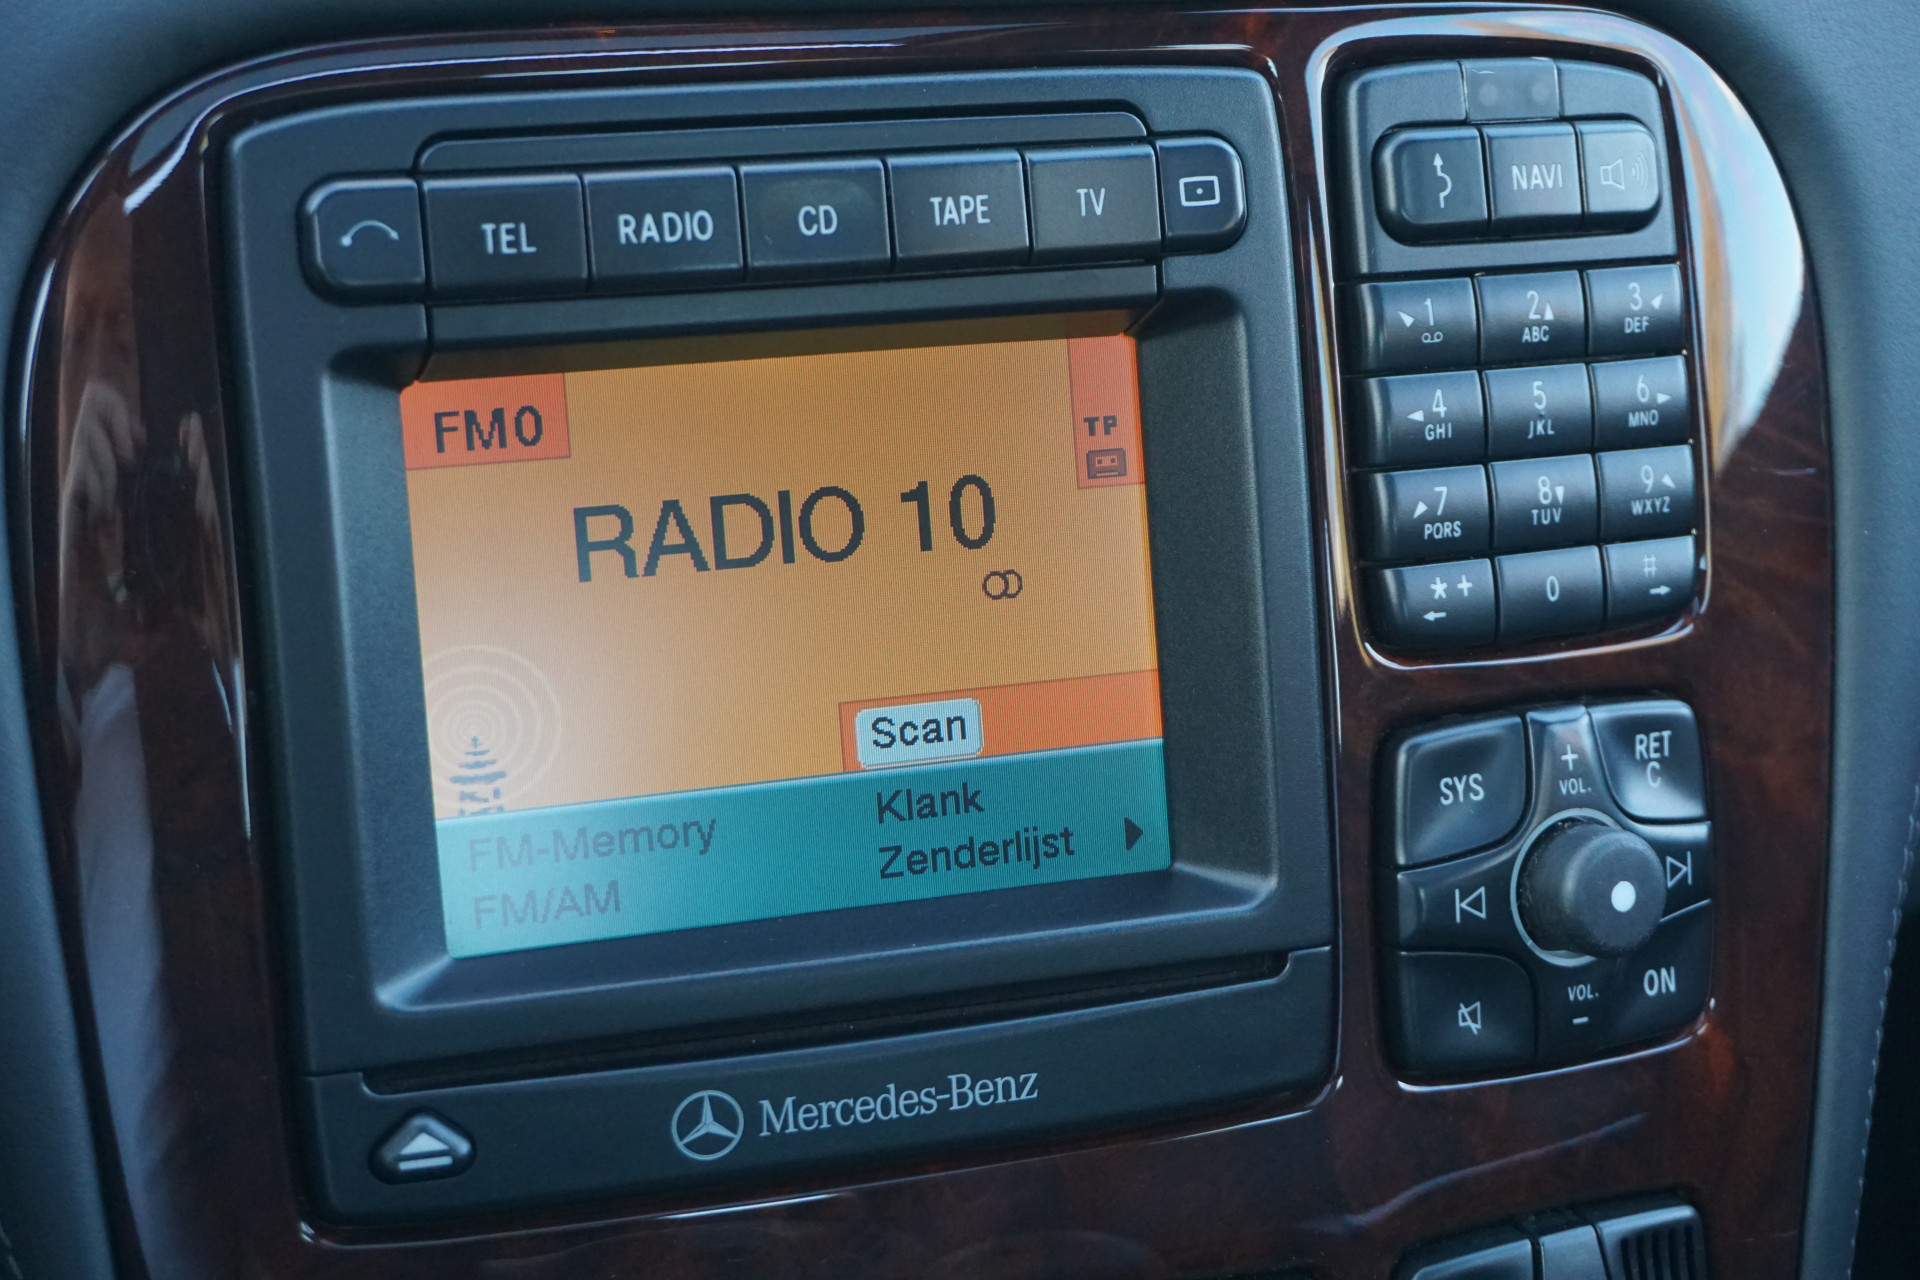 TEL RADIO CD TAPE TV
FM0
TP
RADIO 10
Scan
FM-Memory Klank
FM/AM Zenderlijst
Mercedes-Benz
NAVI
1 2 3
ABC DEF
4 5 6
GHI JKL MNO
7 8 9
PQRS TUV WXYZ
* + 0 #
SYS + VOL. RET C
VOL. - ON